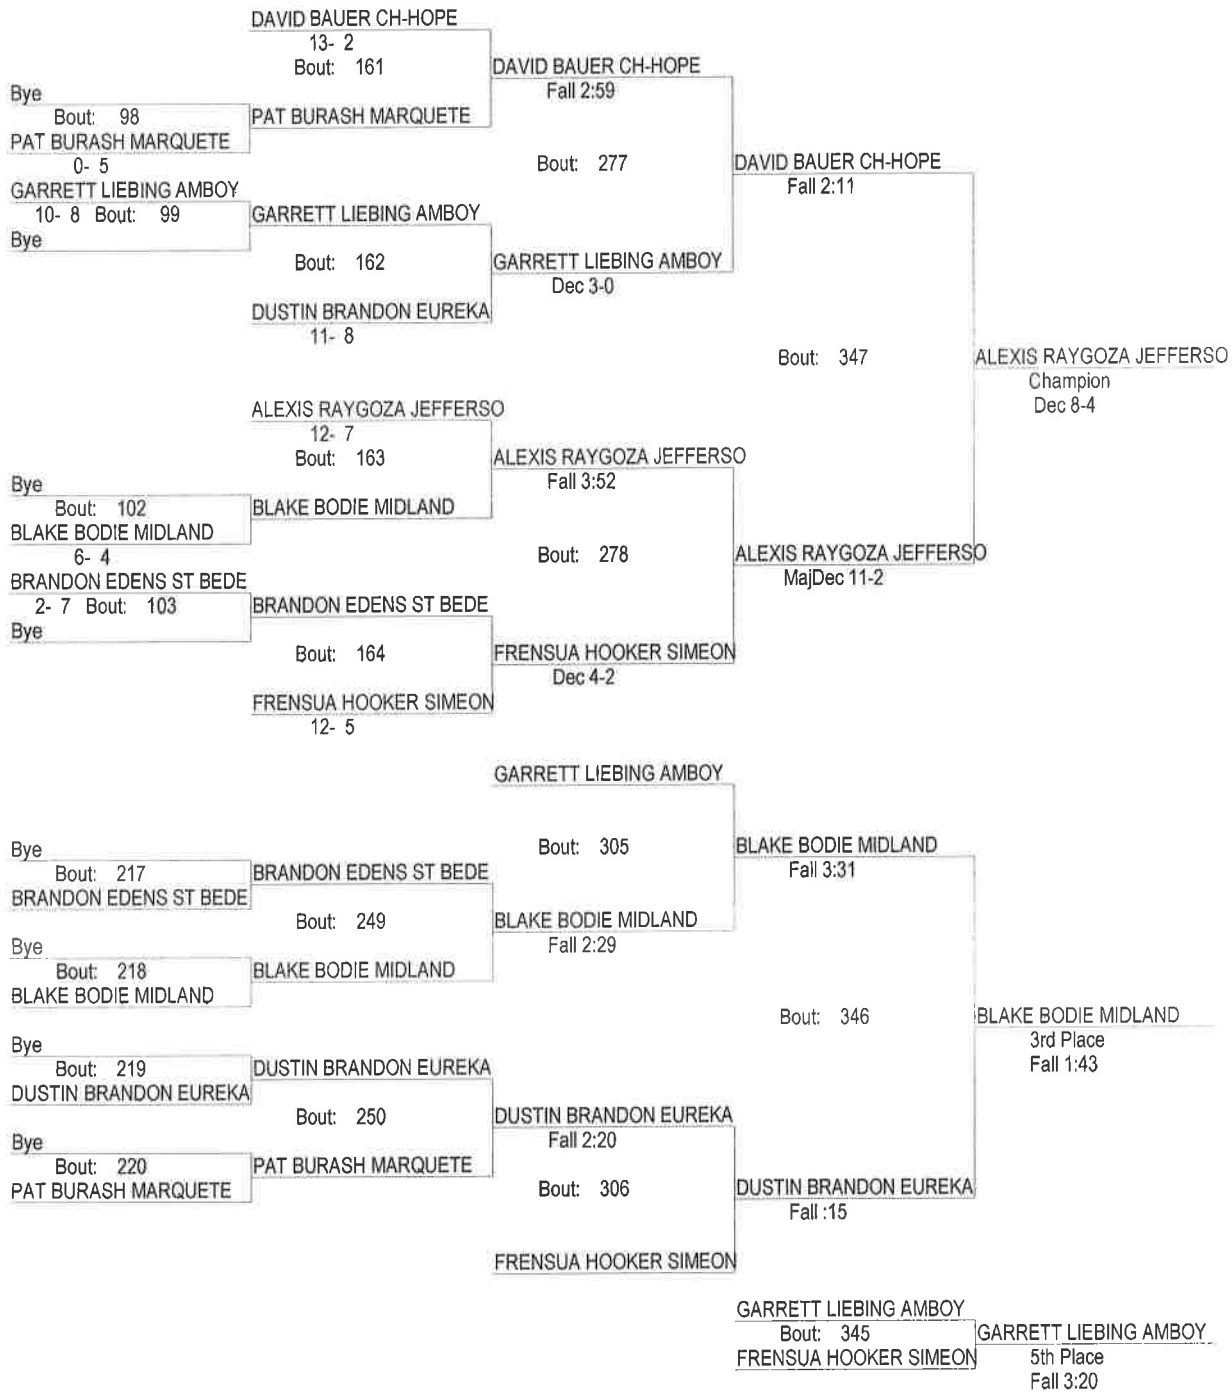 DAVID BAUER CH-HOPE
13- 2
Bout: 161
DAVID BAUER CH-HOPE
Fall 2:59
Bye
Bout: 98
PAT BURASH MARQUETE
PAT BURASH MARQUETE
0- 5
Bout: 277
DAVID BAUER CH-HOPE
Fall 2:11
GARRETT LIEBING AMBOY
10- 8 Bout: 99
GARRETT LIEBING AMBOY
Bye
Bout: 162
GARRETT LIEBING AMBOY
Dec 3-0
DUSTIN BRANDON EUREKA
11- 8
Bout: 347
ALEXIS RAYGOZA JEFFERSO
Champion
Dec 8-4
ALEXIS RAYGOZA JEFFERSO
12- 7
Bout: 163
ALEXIS RAYGOZA JEFFERSO
Fall 3:52
Bye
Bout: 102
BLAKE BODIE MIDLAND
BLAKE BODIE MIDLAND
6- 4
Bout: 278
ALEXIS RAYGOZA JEFFERSO
MajDec 11-2
BRANDON EDENS ST BEDE
2- 7 Bout: 103
BRANDON EDENS ST BEDE
Bye
Bout: 164
FRENSUA HOOKER SIMEON
Dec 4-2
FRENSUA HOOKER SIMEON
12- 5
GARRETT LIEBING AMBOY
Bout: 305
BLAKE BODIE MIDLAND
Fall 3:31
Bye
Bout: 217
BRANDON EDENS ST BEDE
BRANDON EDENS ST BEDE
Bout: 249
BLAKE BODIE MIDLAND
Fall 2:29
Bye
Bout: 218
BLAKE BODIE MIDLAND
BLAKE BODIE MIDLAND
Bout: 346
BLAKE BODIE MIDLAND
3rd Place
Fall 1:43
Bye
Bout: 219
DUSTIN BRANDON EUREKA
DUSTIN BRANDON EUREKA
Bout: 250
DUSTIN BRANDON EUREKA
Fall 2:20
Bye
Bout: 220
PAT BURASH MARQUETE
PAT BURASH MARQUETE
Bout: 306
DUSTIN BRANDON EUREKA
Fall :15
FRENSUA HOOKER SIMEON
GARRETT LIEBING AMBOY
Bout: 345
GARRETT LIEBING AMBOY
FRENSUA HOOKER SIMEON
5th Place
Fall 3:20